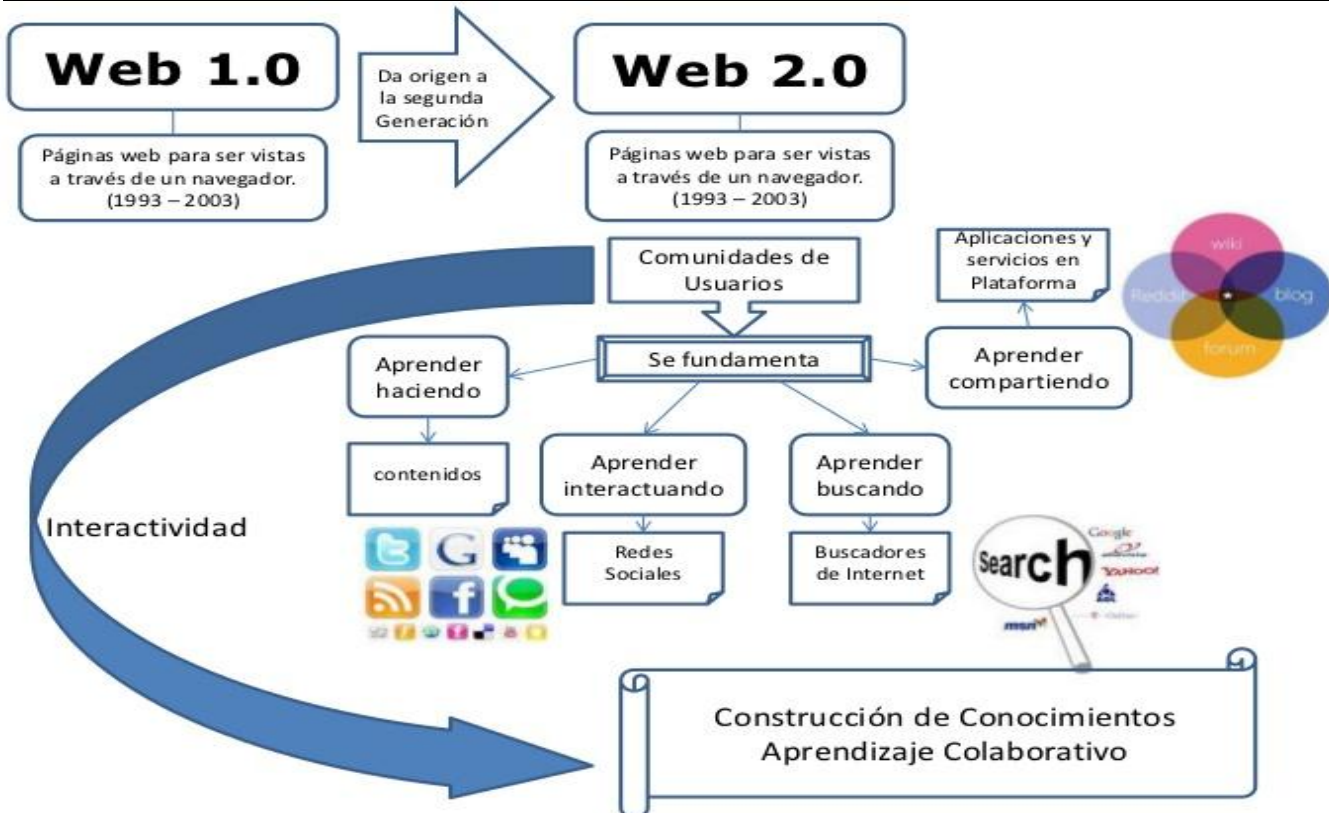 Web 1.0
Da origen a
la segunda
Generación
Web 2.0
Páginas web para ser vistas
a través de un navegador.
(1993 – 2003)
Páginas web para ser vistas
a través de un navegador.
(1993 – 2003)
Comunidades de
Usuarios
Aplicaciones y
servicios en
Plataforma
wiki
Reddit
blog
forum
Se fundamenta
Aprender
haciendo
Aprender
compartiendo
contenidos
Aprender
interactuando
Aprender
buscando
Interactividad
Redes
Sociales
Buscadores
de Internet
Search
Google
YAHOO!
msn
Construcción de Conocimientos
Aprendizaje Colaborativo